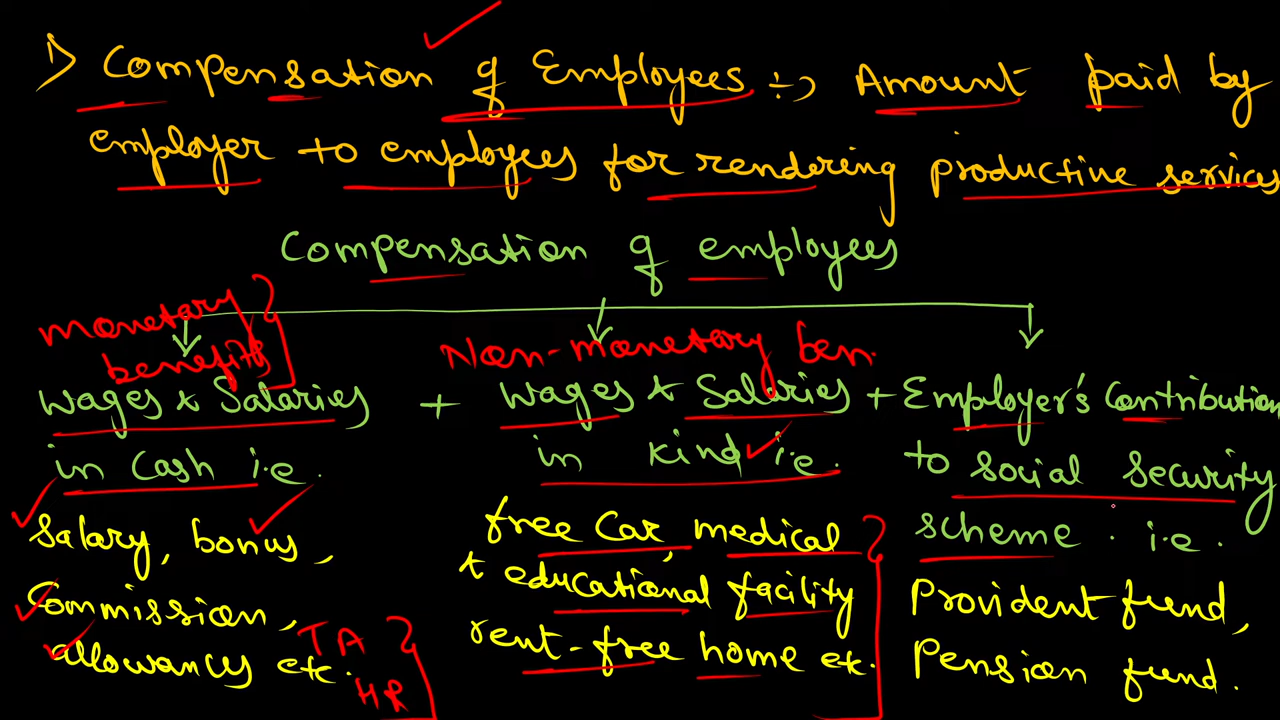 1) Compensation of Employees :-) Amount paid by
employer to employees for rendering productive services
Compensation of employees
monetary
benefits
Non-monetary ben.
Wages & Salaries + Wages & Salaries + Employer's Contribution
in cash i.e. in kind i.e. to social security
scheme. i.e.
Salary, bonus, free Car, medical
Commission, & educational facility Provident fund,
allowances etc. rent-free home etc. Pension fund.
TA
HR